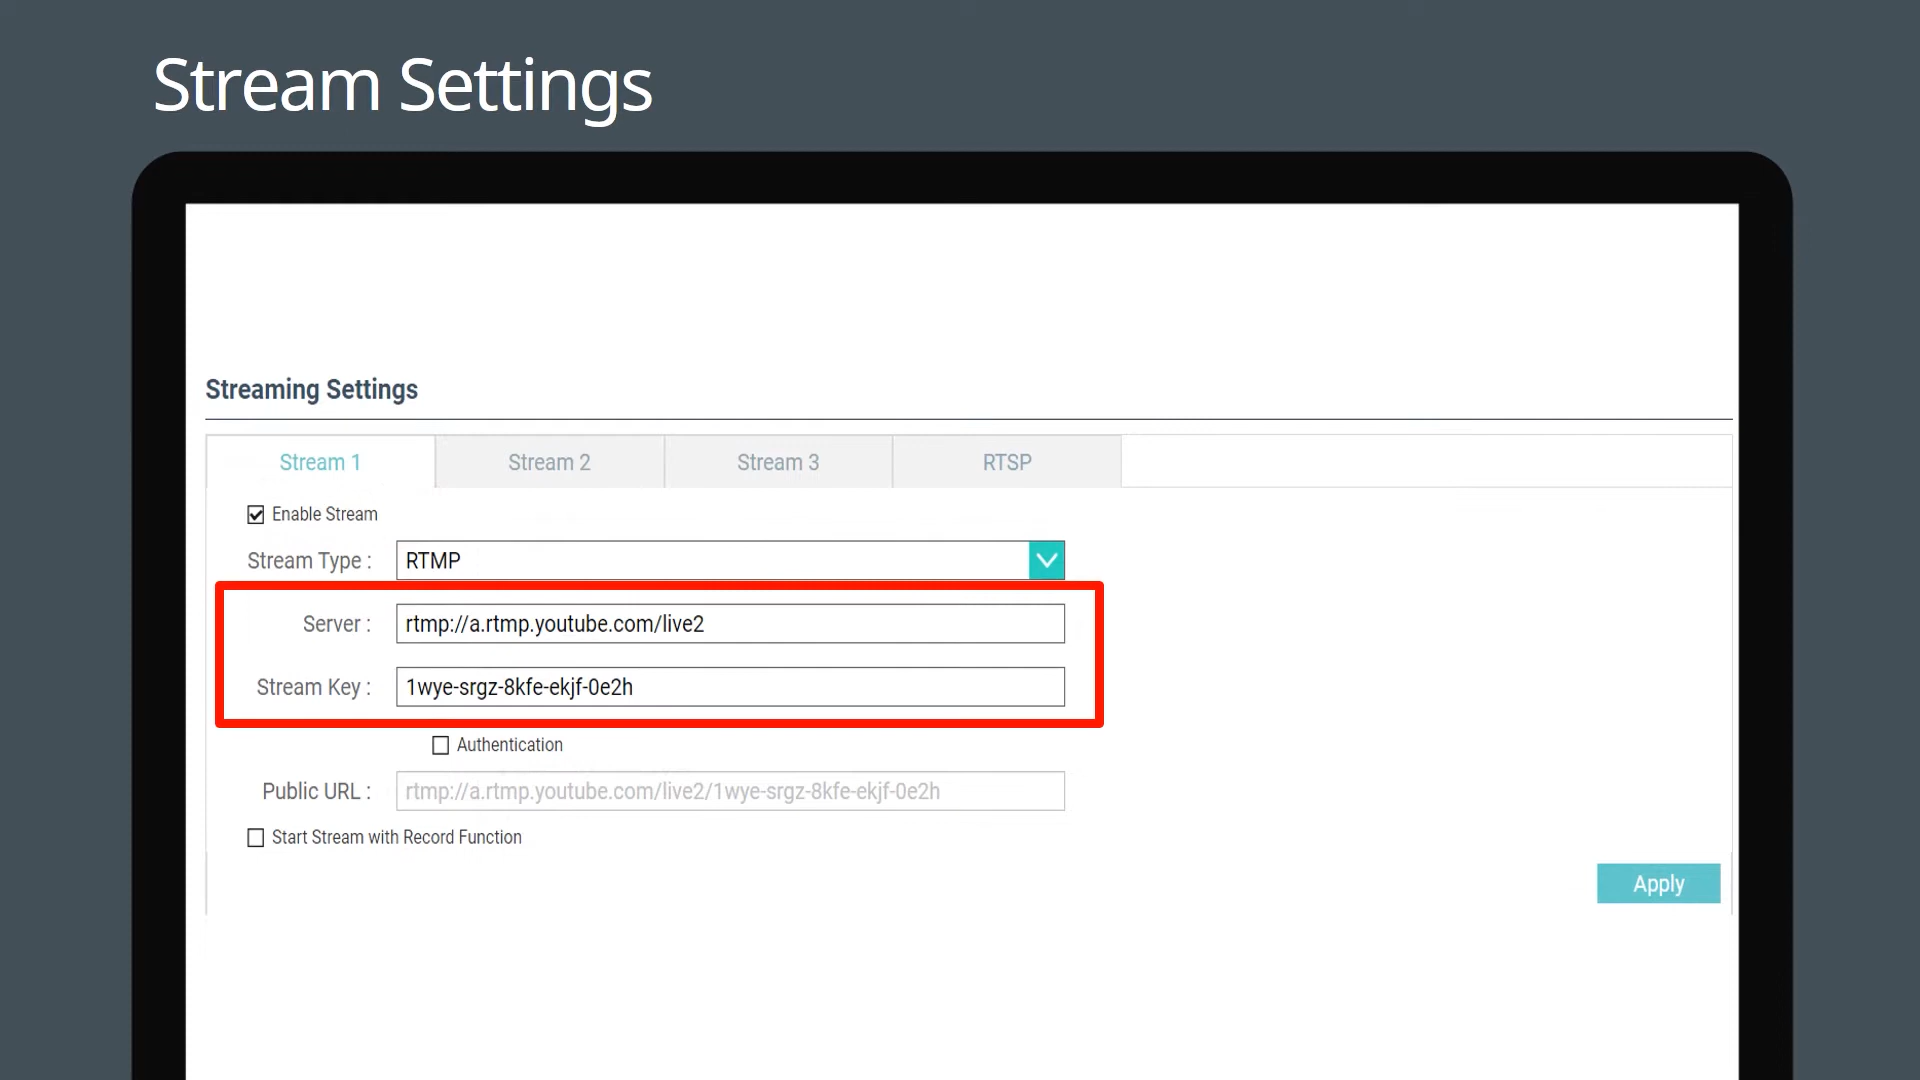 Stream Settings
Streaming Settings
Stream 1 Stream 2 Stream 3 RTSP
Enable Stream
Stream Type : RTMP
Server : rtmp://a.rtmp.youtube.com/live2
Stream Key : 1wye-srgz-8kfe-ekjf-0e2h
Authentication
Public URL : rtmp://a.rtmp.youtube.com/live2/1wye-srgz-8kfe-ekjf-0e2h
Start Stream with Record Function
Apply